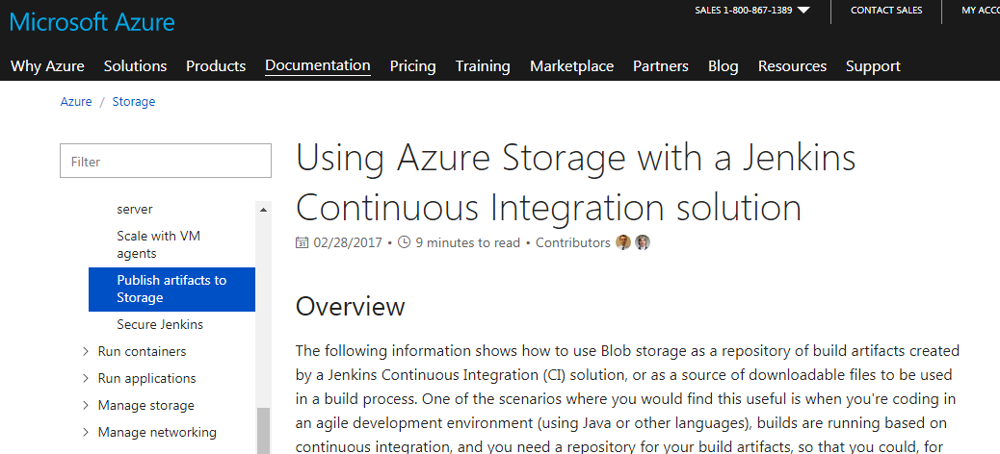 SALES 1-800-867-1389
CONTACT SALES
Microsoft Azure
Why Azure Solutions Products Documentation Pricing Training Marketplace Partners Blog Resources Support
Azure / Storage
Filter
server
Scale with VM
agents
Publish artifacts to
Storage
Secure Jenkins
Run containers
Run applications
Manage storage
Manage networking
Using Azure Storage with a Jenkins
Continuous Integration solution
02/28/2017 • 9 minutes to read • Contributors
Overview
The following information shows how to use Blob storage as a repository of build artifacts created
by a Jenkins Continuous Integration (CI) solution, or as a source of downloadable files to be used
in a build process. One of the scenarios where you would find this useful is when you're coding in
an agile development environment (using Java or other languages), builds are running based on
continuous integration, and you need a repository for your build artifacts, so that you could, for